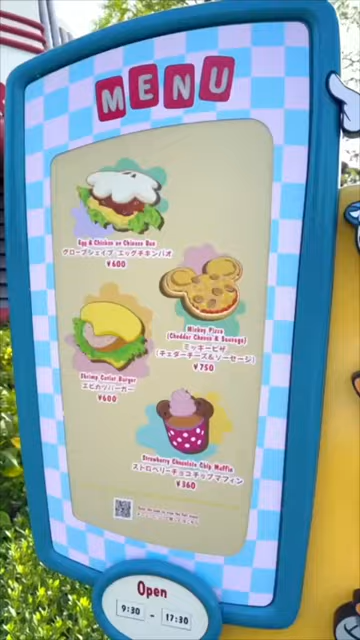 MENU
Egg & Chicken on Chinese Bun
グローブシェイプ・エッグチキンパオ
¥600
Mickey Pizza
(Cheddar Cheese & Sausage)
ミッキーピザ
(チェダーチーズ&ソーセージ)
¥750
Shrimp Cutlet Burger
エビカツバーガー
¥600
Strawberry Chocolate Chip Muffin
ストロベリーチョコチップマフィン
¥360
Open
9:30 - 17:30